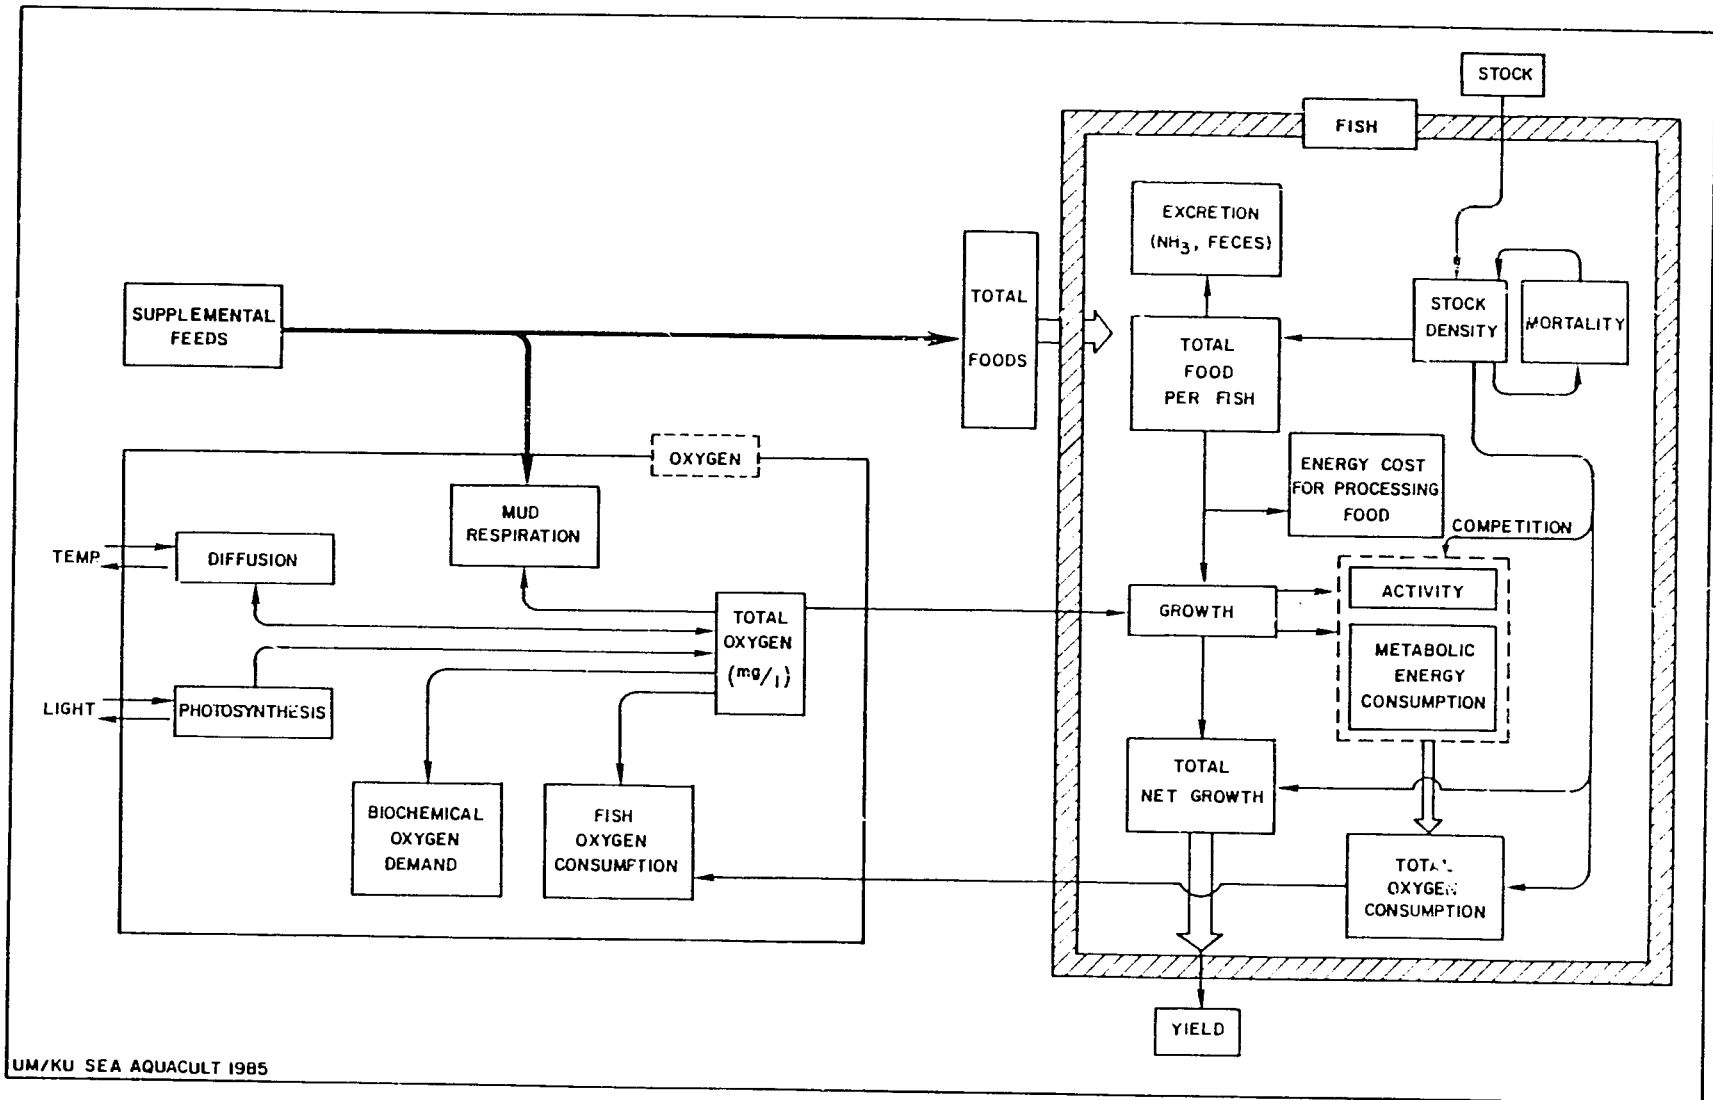 STOCK
FISH
EXCRETION
(NH3, FECES)
SUPPLEMENTAL
FEEDS
TOTAL
FOODS
TOTAL
FOOD
PER FISH
STOCK
DENSITY
MORTALITY
ENERGY COST
FOR PROCESSING
FOOD
COMPETITION
OXYGEN
MUD
RESPIRATION
TEMP.
DIFFUSION
TOTAL
OXYGEN
(mg/l)
GROWTH
ACTIVITY
METABOLIC
ENERGY
CONSUMPTION
LIGHT
PHOTOSYNTHESIS
TOTAL
NET GROWTH
BIOCHEMICAL
OXYGEN
DEMAND
FISH
OXYGEN
CONSUMPTION
TOTAL
OXYGEN
CONSUMPTION
YIELD
UM/KU SEA AQUACULT 1985